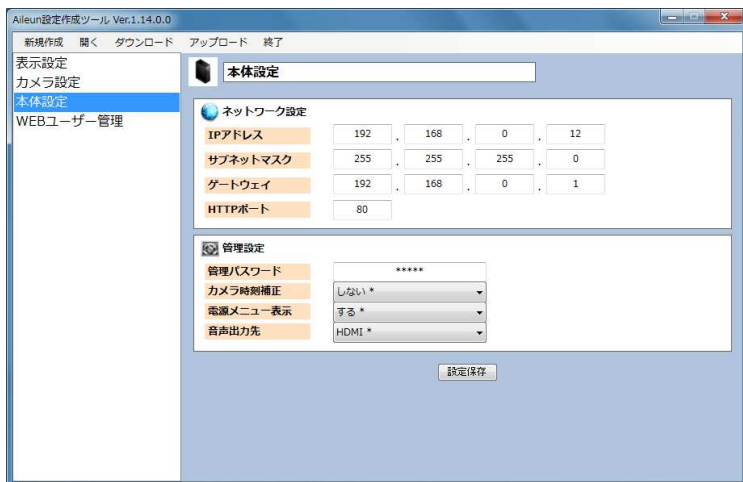 Aileun設定作成ツール Ver.1.14.0.0
新規作成 開く ダウンロード アップロード 終了
表示設定
カメラ設定
本体設定
WEBユーザー管理
本体設定
ネットワーク設定
IPアドレス 192 . 168 . 0 . 12
サブネットマスク 255 . 255 . 255 . 0
ゲートウェイ 192 . 168 . 0 . 1
HTTPポート 80
管理設定
管理パスワード *****
カメラ時刻補正 しない *
電源メニュー表示 する *
音声出力先 HDMI *
設定保存